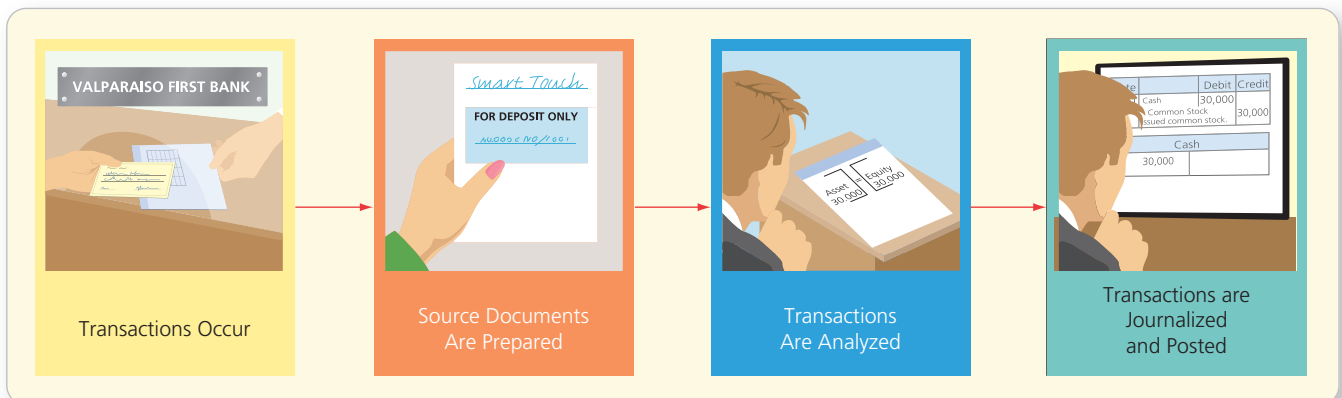 VALPARAISO FIRST BANK
Transactions Occur
Smart Touch
FOR DEPOSIT ONLY
Source Documents
Are Prepared
Asset = Equity
30,000 30,000
Transactions
Are Analyzed
Debit Credit
Cash 30,000
Common Stock 30,000
issued common stock.
Cash
30,000
Transactions are
Journalized
and Posted